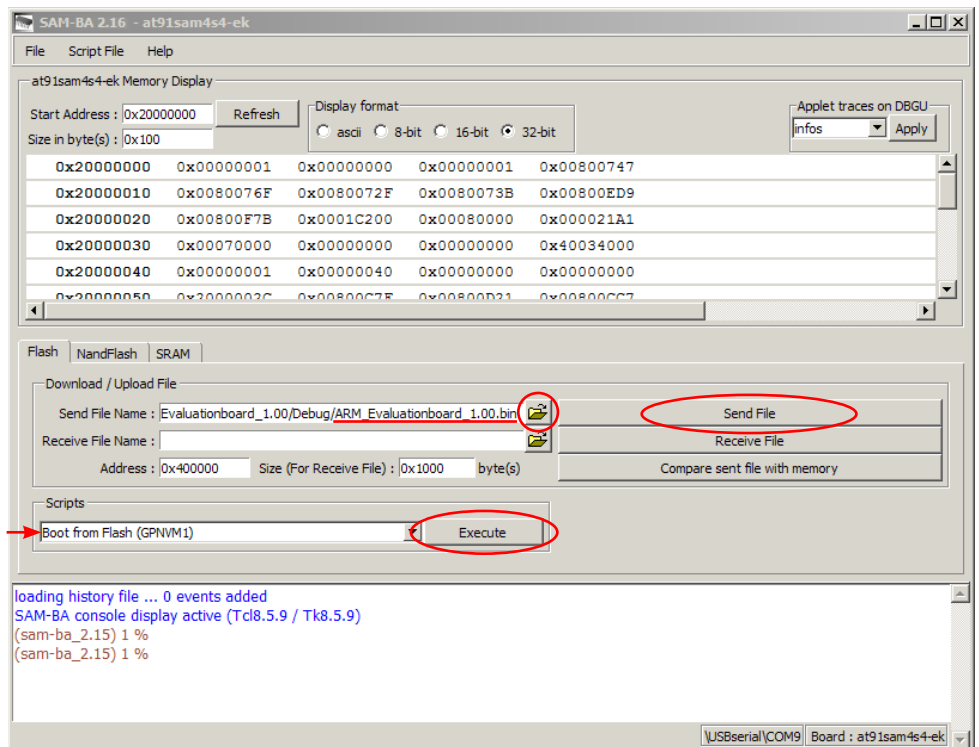 SAM-BA 2.16 - at91sam4s4-ek
File Script File Help
at91sam4s4-ek Memory Display
Start Address : 0x20000000 Refresh
Size in byte(s) : 0x100
Display format
ascii 8-bit 16-bit 32-bit
Applet traces on DBGU
infos Apply
0x20000000 0x00000001 0x00000000 0x00000001 0x00800747
0x20000010 0x0080076F 0x0080072F 0x0080073B 0x00800ED9
0x20000020 0x00800F7B 0x0001C200 0x00080000 0x000021A1
0x20000030 0x00070000 0x00000000 0x00000000 0x40034000
0x20000040 0x00000001 0x00000040 0x00000000 0x00000000
0x20000050 0x2000003C 0x00800C7F 0x00800D31 0x00800CC7
Flash NandFlash SRAM
Download / Upload File
Send File Name : Evaluationboard_1.00/Debug/ARM_Evaluationboard_1.00.bin Send File
Receive File Name : Receive File
Address : 0x400000 Size (For Receive File) : 0x1000 byte(s) Compare sent file with memory
Scripts
Boot from Flash (GPNVM1) Execute
loading history file ... 0 events added
SAM-BA console display active (Tcl8.5.9 / Tk8.5.9)
(sam-ba_2.15) 1 %
(sam-ba_2.15) 1 %
\USBserial\COM9 Board : at91sam4s4-ek